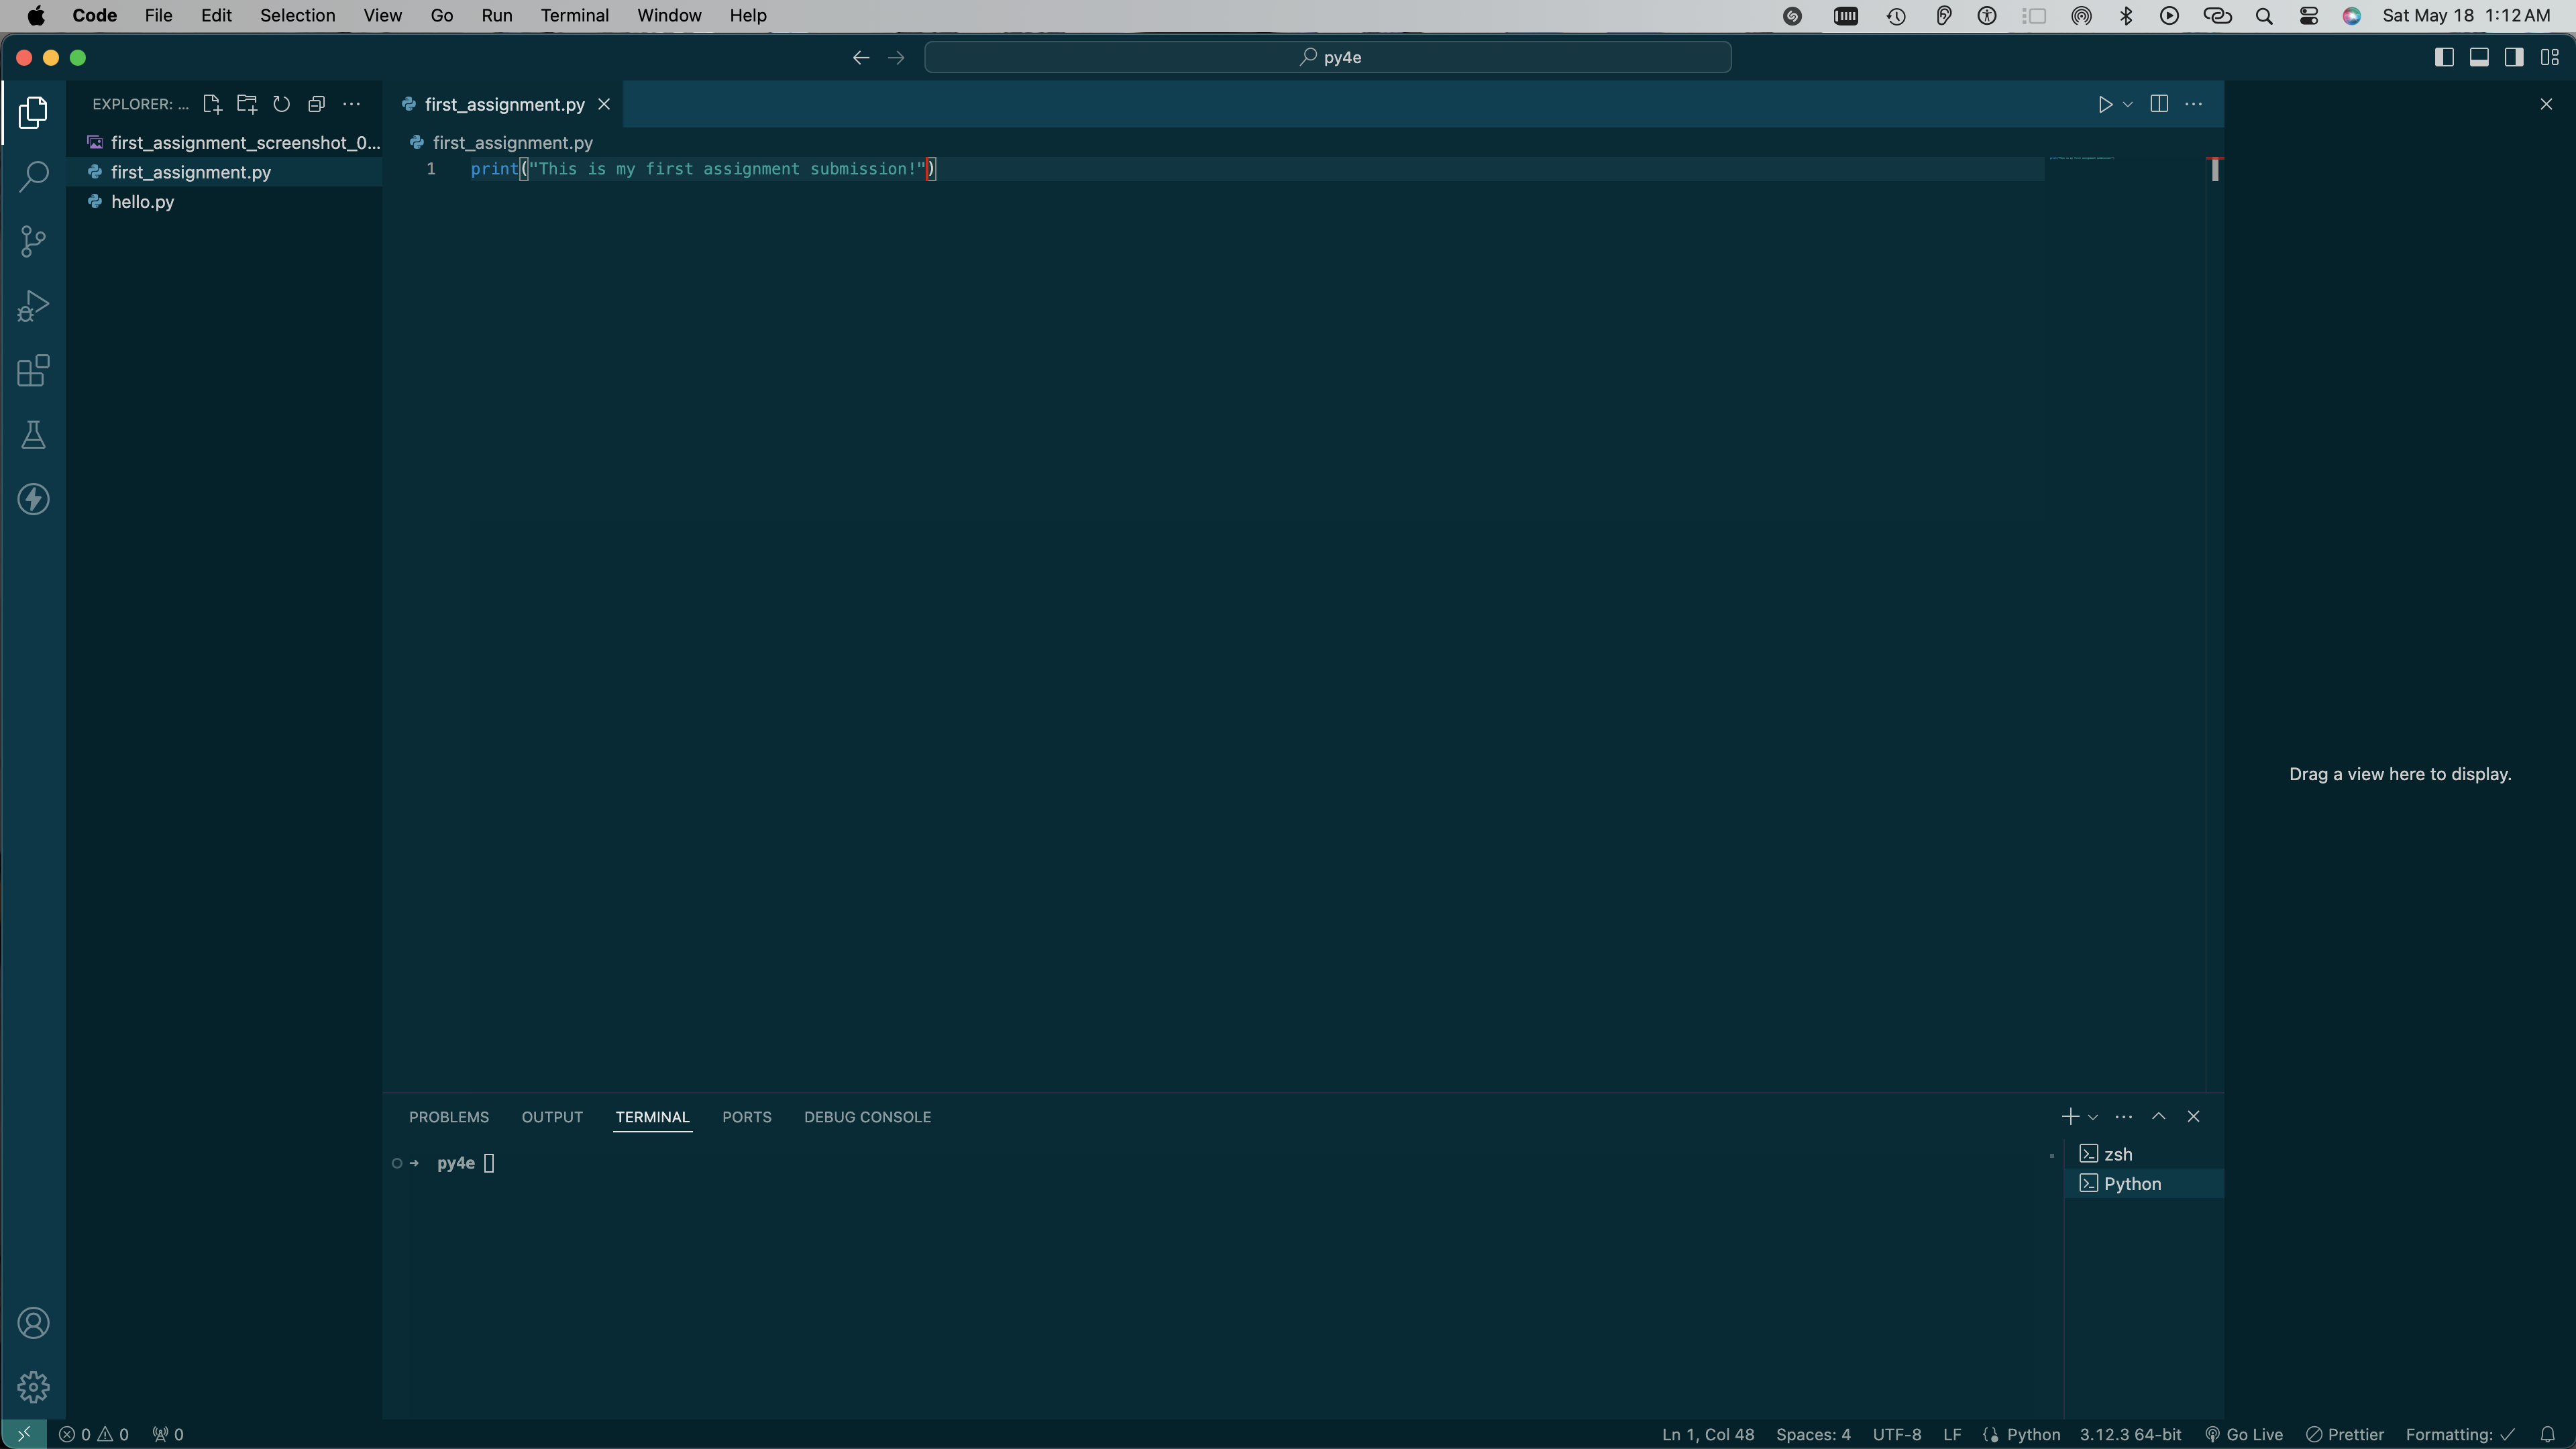 Code File Edit Selection View Go Run Terminal Window Help Sat May 18 1:12 AM
py4e
EXPLORER: ...
first_assignment_screenshot_0...
first_assignment.py
hello.py
first_assignment.py
first_assignment.py
1 print("This is my first assignment submission!")
Drag a view here to display.
PROBLEMS OUTPUT TERMINAL PORTS DEBUG CONSOLE
py4e
zsh
Python
0 0 0 Ln 1, Col 48 Spaces: 4 UTF-8 LF Python 3.12.3 64-bit Go Live Prettier Formatting: ✓